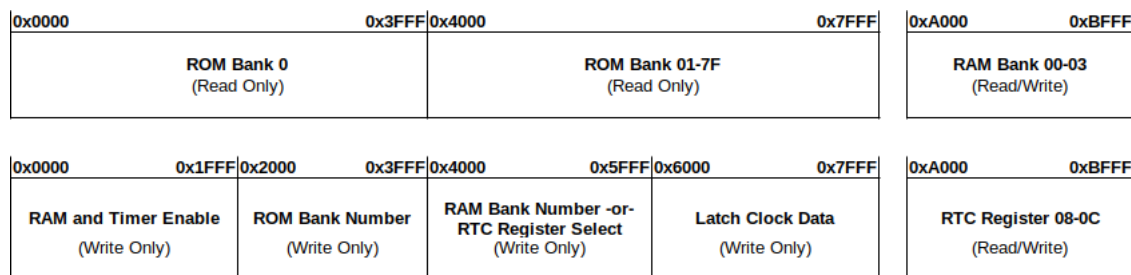 0x0000 0x3FFF 0x4000 0x7FFF 0xA000 0xBFFF
ROM Bank 0 ROM Bank 01-7F RAM Bank 00-03
(Read Only) (Read Only) (Read/Write)
0x0000 0x1FFF 0x2000 0x3FFF 0x4000 0x5FFF 0x6000 0x7FFF 0xA000 0xBFFF
RAM and Timer Enable ROM Bank Number RAM Bank Number -or- Latch Clock Data RTC Register 08-0C
RTC Register Select
(Write Only) (Write Only) (Write Only) (Write Only) (Read/Write)